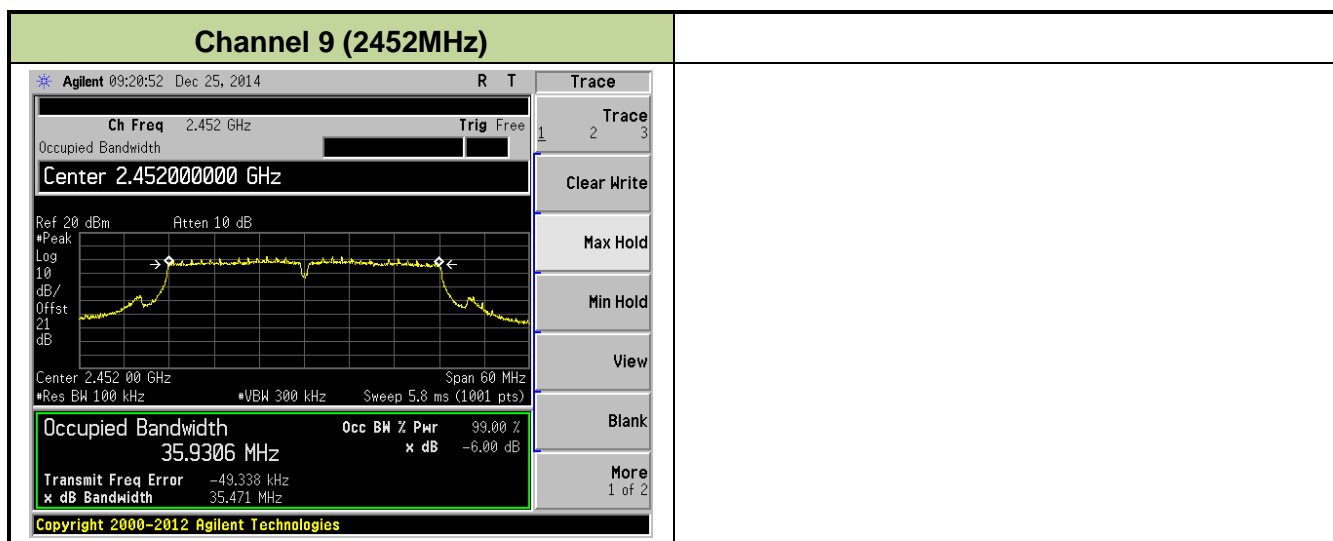 Channel 9 (2452MHz)
Agilent 09:20:52 Dec 25, 2014 R T
Trace
Ch Freq 2.452 GHz Trig Free
Occupied Bandwidth
Center 2.452000000 GHz
Ref 20 dBm Atten 10 dB
#Peak
Log
10
dB/
Offst
21
dB
Center 2.452 00 GHz Span 60 MHz
#Res BW 100 kHz #VBW 300 kHz Sweep 5.8 ms (1001 pts)
Occupied Bandwidth Occ BW % Pwr 99.00 %
35.9306 MHz x dB -6.00 dB
Transmit Freq Error -49.338 kHz
x dB Bandwidth 35.471 MHz
Trace
1 2 3
Clear Write
Max Hold
Min Hold
View
Blank
More
1 of 2
Copyright 2000-2012 Agilent Technologies